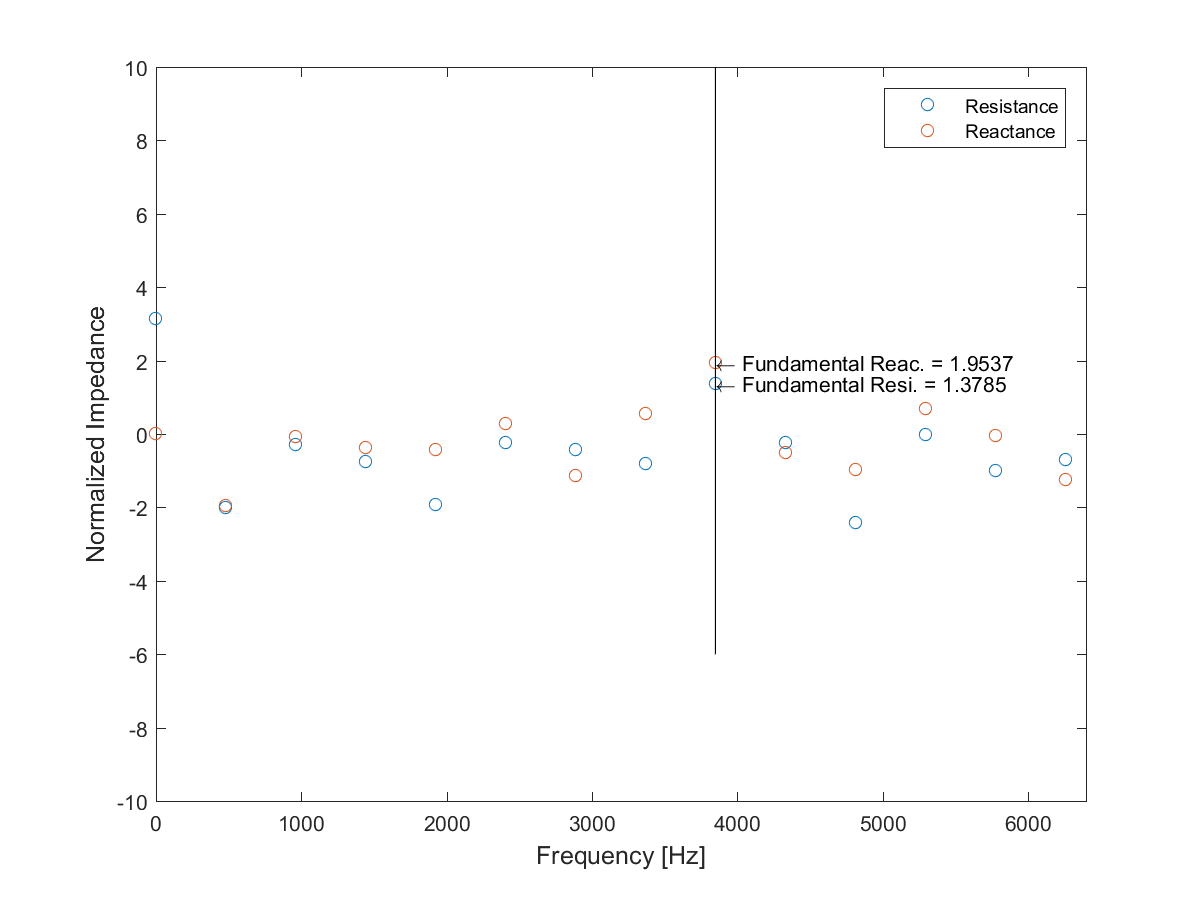 10
8
6
4
2
0
-2
-4
-6
-8
-10
Normalized Impedance
Resistance
Reactance
← Fundamental Reac. = 1.9537
← Fundamental Resi. = 1.3785
0 1000 2000 3000 4000 5000 6000
Frequency [Hz]